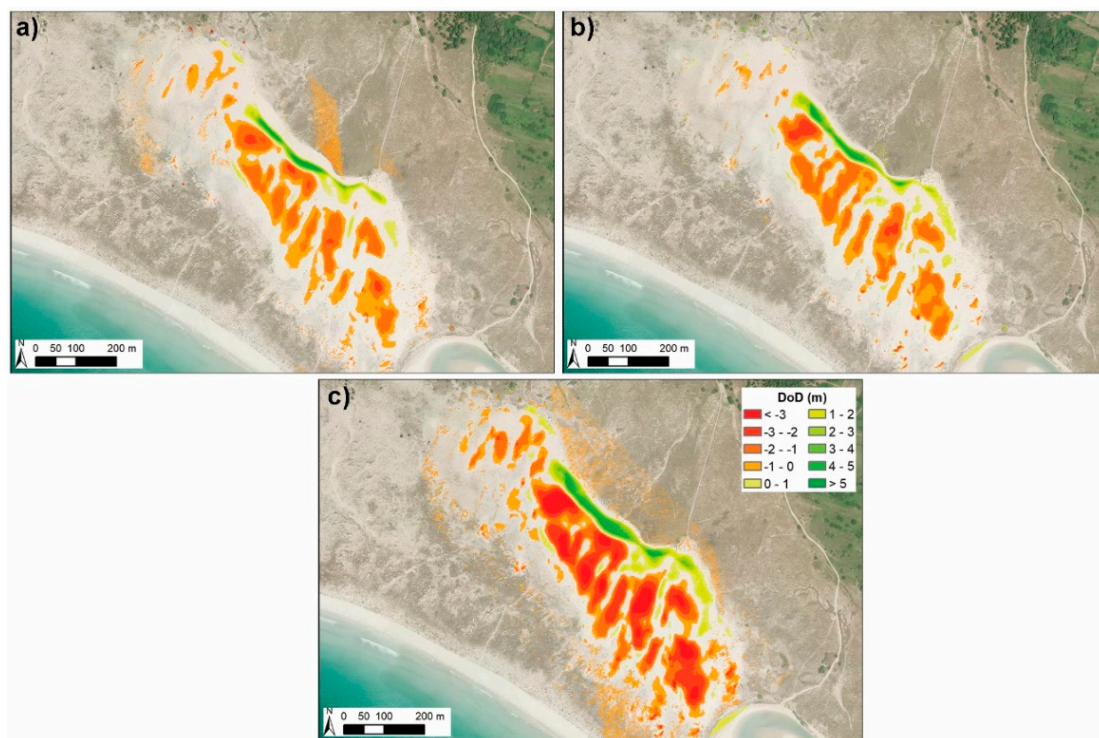 a)
b)
N
0 50 100 200 m
N
0 50 100 200 m
c)
DoD (m)
< -3 1 - 2
-3 - -2 2 - 3
-2 - -1 3 - 4
-1 - 0 4 - 5
0 - 1 > 5
N
0 50 100 200 m